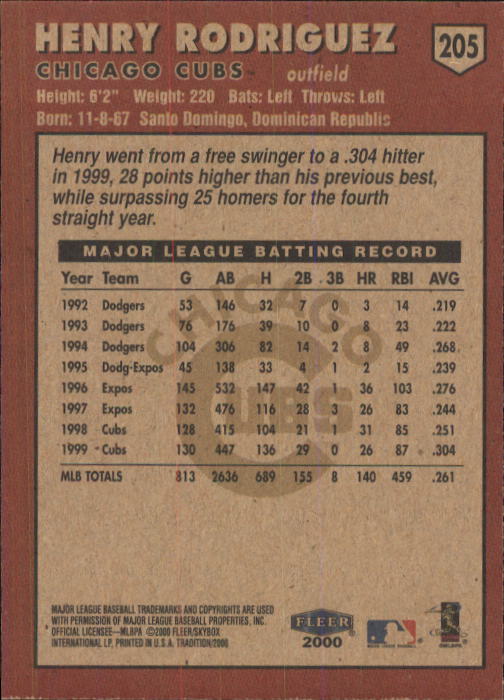 HENRY RODRIGUEZ
205
CHICAGO CUBS™ outfield
Height: 6'2" Weight: 220 Bats: Left Throws: Left
Born: 11-8-67 Santo Domingo, Dominican Republic
Henry went from a free swinger to a .304 hitter
in 1999, 28 points higher than his previous best,
while surpassing 25 homers for the fourth
straight year.
MAJOR LEAGUE BATTING RECORD
Year Team G AB H 2B 3B HR RBI AVG
1992 Dodgers 53 146 32 7 0 3 14 .219
1993 Dodgers 76 176 39 10 0 8 23 .222
1994 Dodgers 104 306 82 14 2 8 49 .268
1995 Dodg-Expos 45 138 33 4 1 2 15 .239
1996 Expos 145 532 147 42 1 36 103 .276
1997 Expos 132 476 116 28 3 26 83 .244
1998 Cubs 128 415 104 21 1 31 85 .251
1999 Cubs 130 447 136 29 0 26 87 .304
MLB TOTALS 813 2636 689 155 8 140 459 .261
CHICAGO
CUBS
MAJOR LEAGUE BASEBALL TRADEMARKS AND COPYRIGHTS ARE USED
WITH PERMISSION OF MAJOR LEAGUE BASEBALL PROPERTIES, INC.
OFFICIAL LICENSEE—MLBPA ©2000 FLEER/SKYBOX
INTERNATIONAL LP, PRINTED IN U.S.A. TRADITION/2000
FLEER
2000